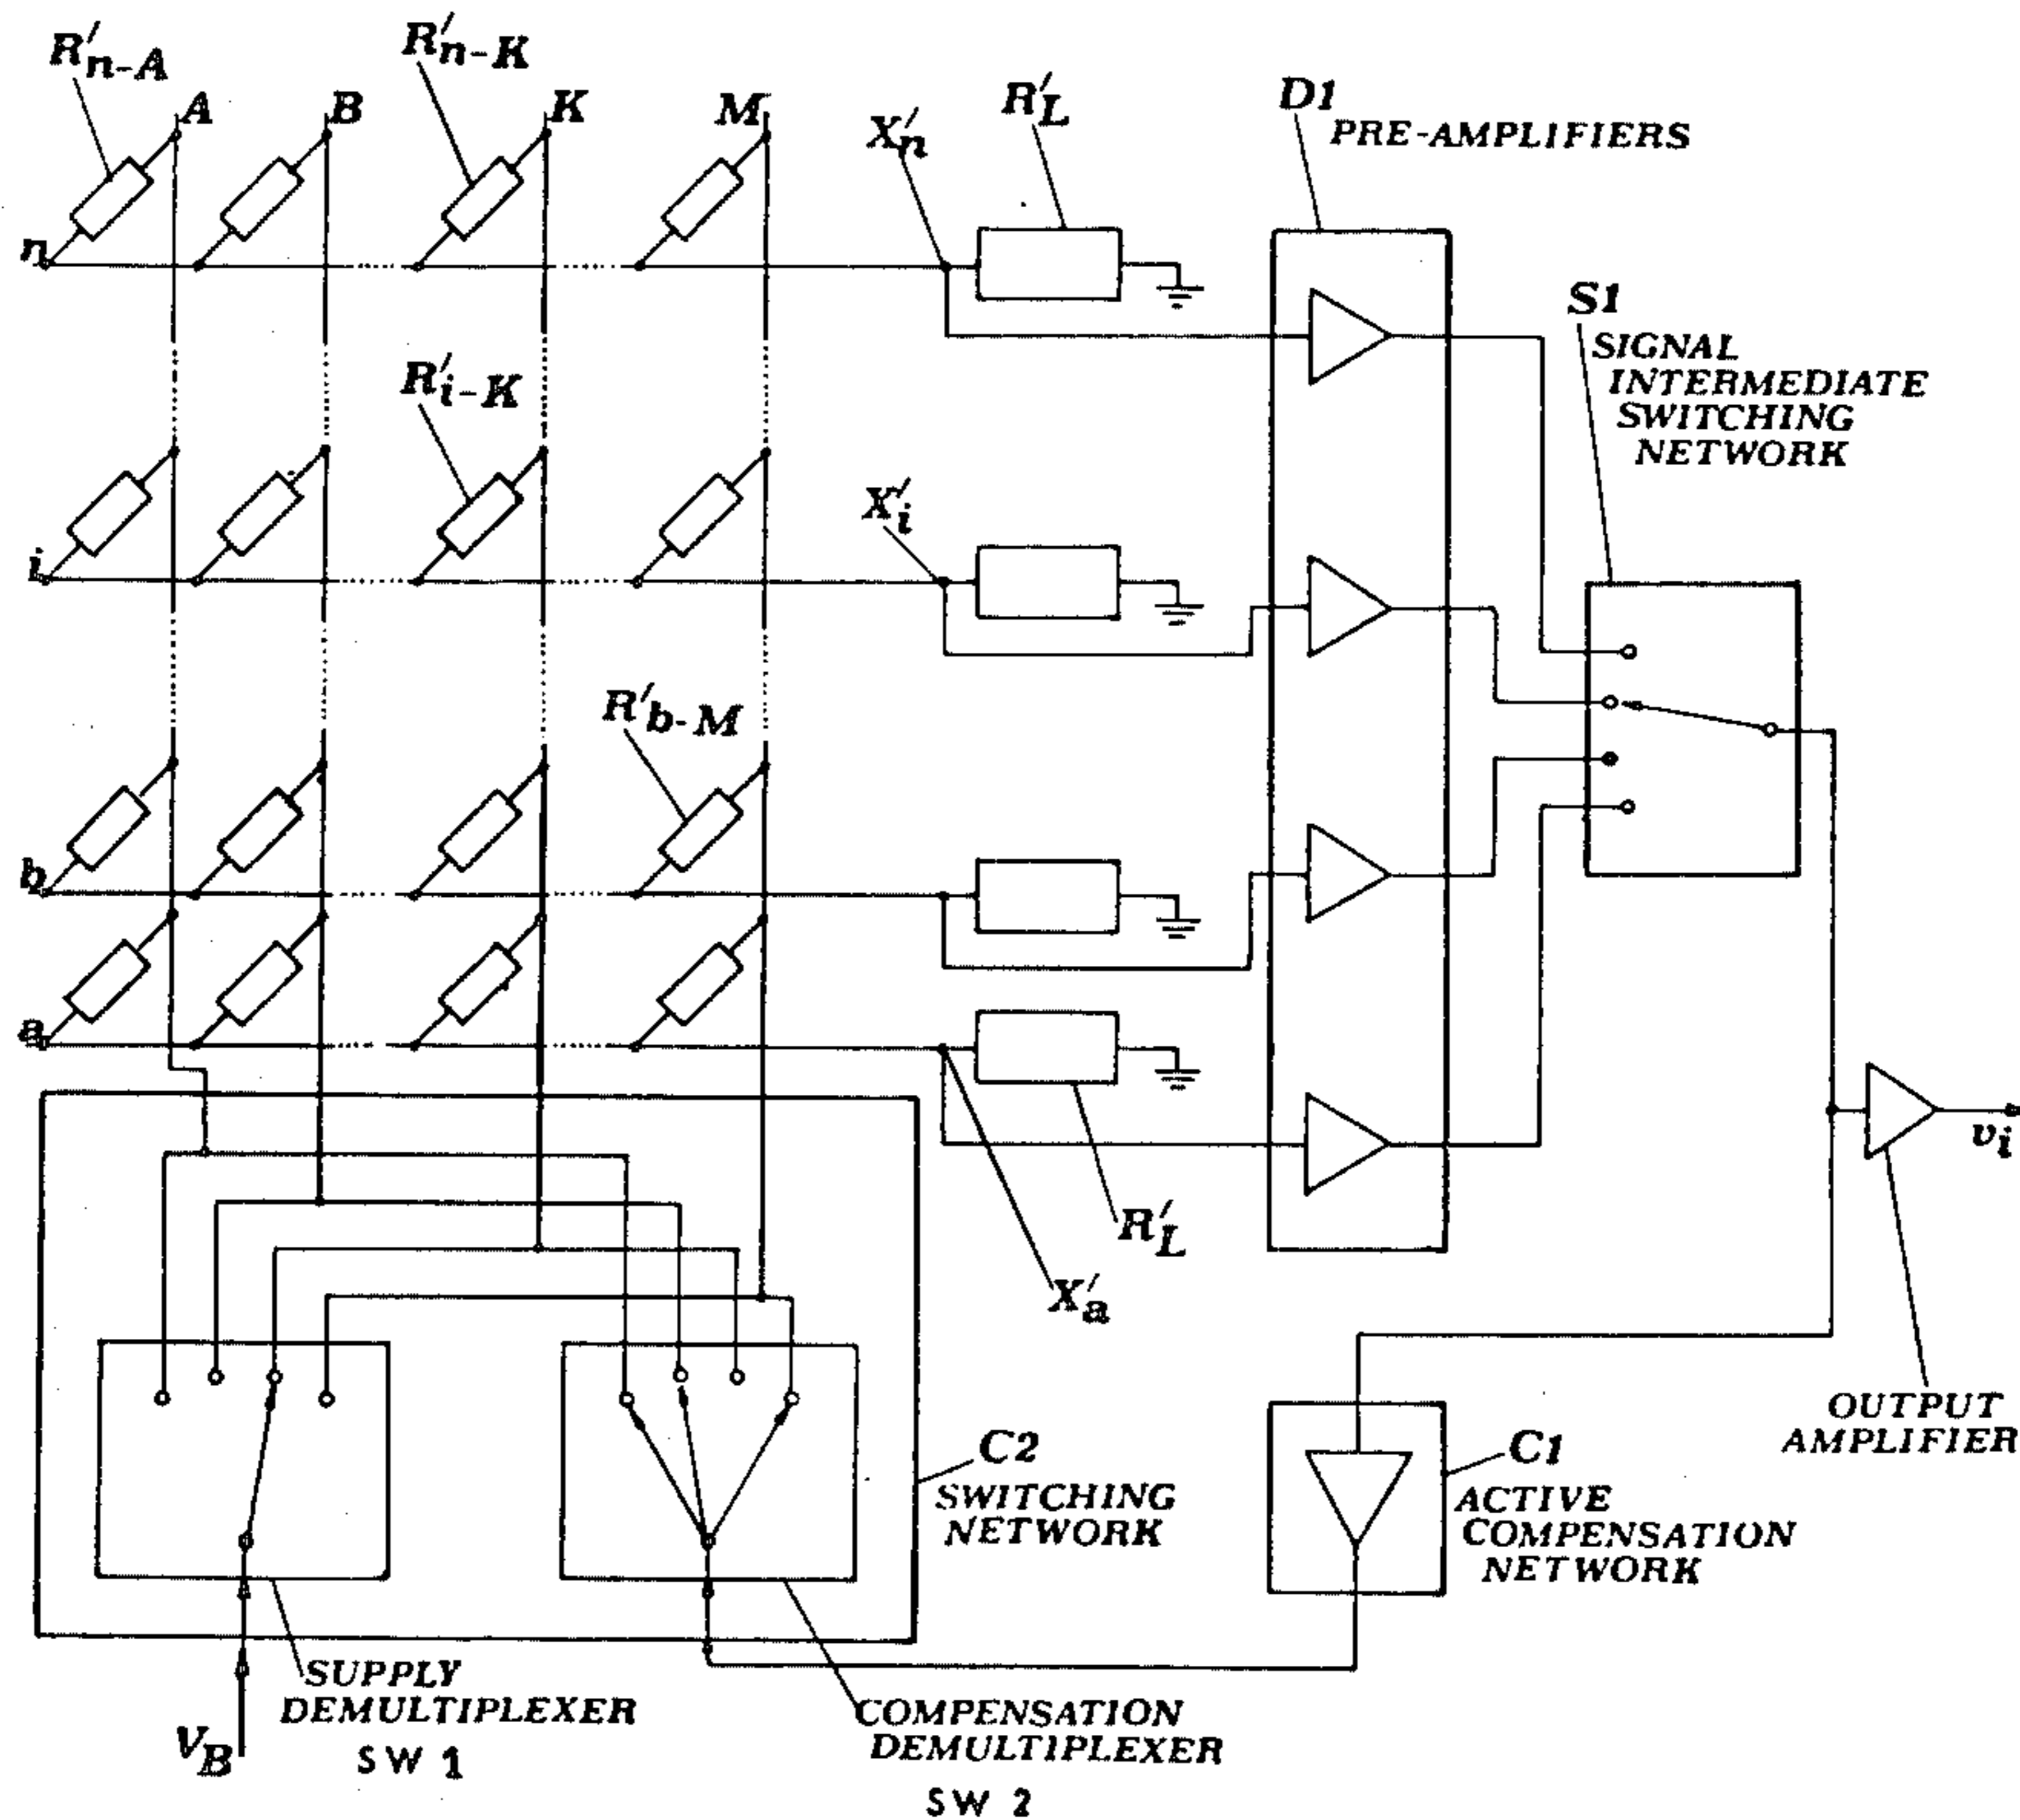 R'n-A
R'n-K
A
B
K
M
X'n
R'L
D1
PRE-AMPLIFIERS
n
S1
SIGNAL
INTERMEDIATE
SWITCHING
NETWORK
R'i-K
X'i
i
R'b-M
b
a
R'L
X'a
vi
OUTPUT
AMPLIFIER
C2
SWITCHING
NETWORK
C1
ACTIVE
COMPENSATION
NETWORK
SUPPLY
DEMULTIPLEXER
VB
SW 1
COMPENSATION
DEMULTIPLEXER
SW 2